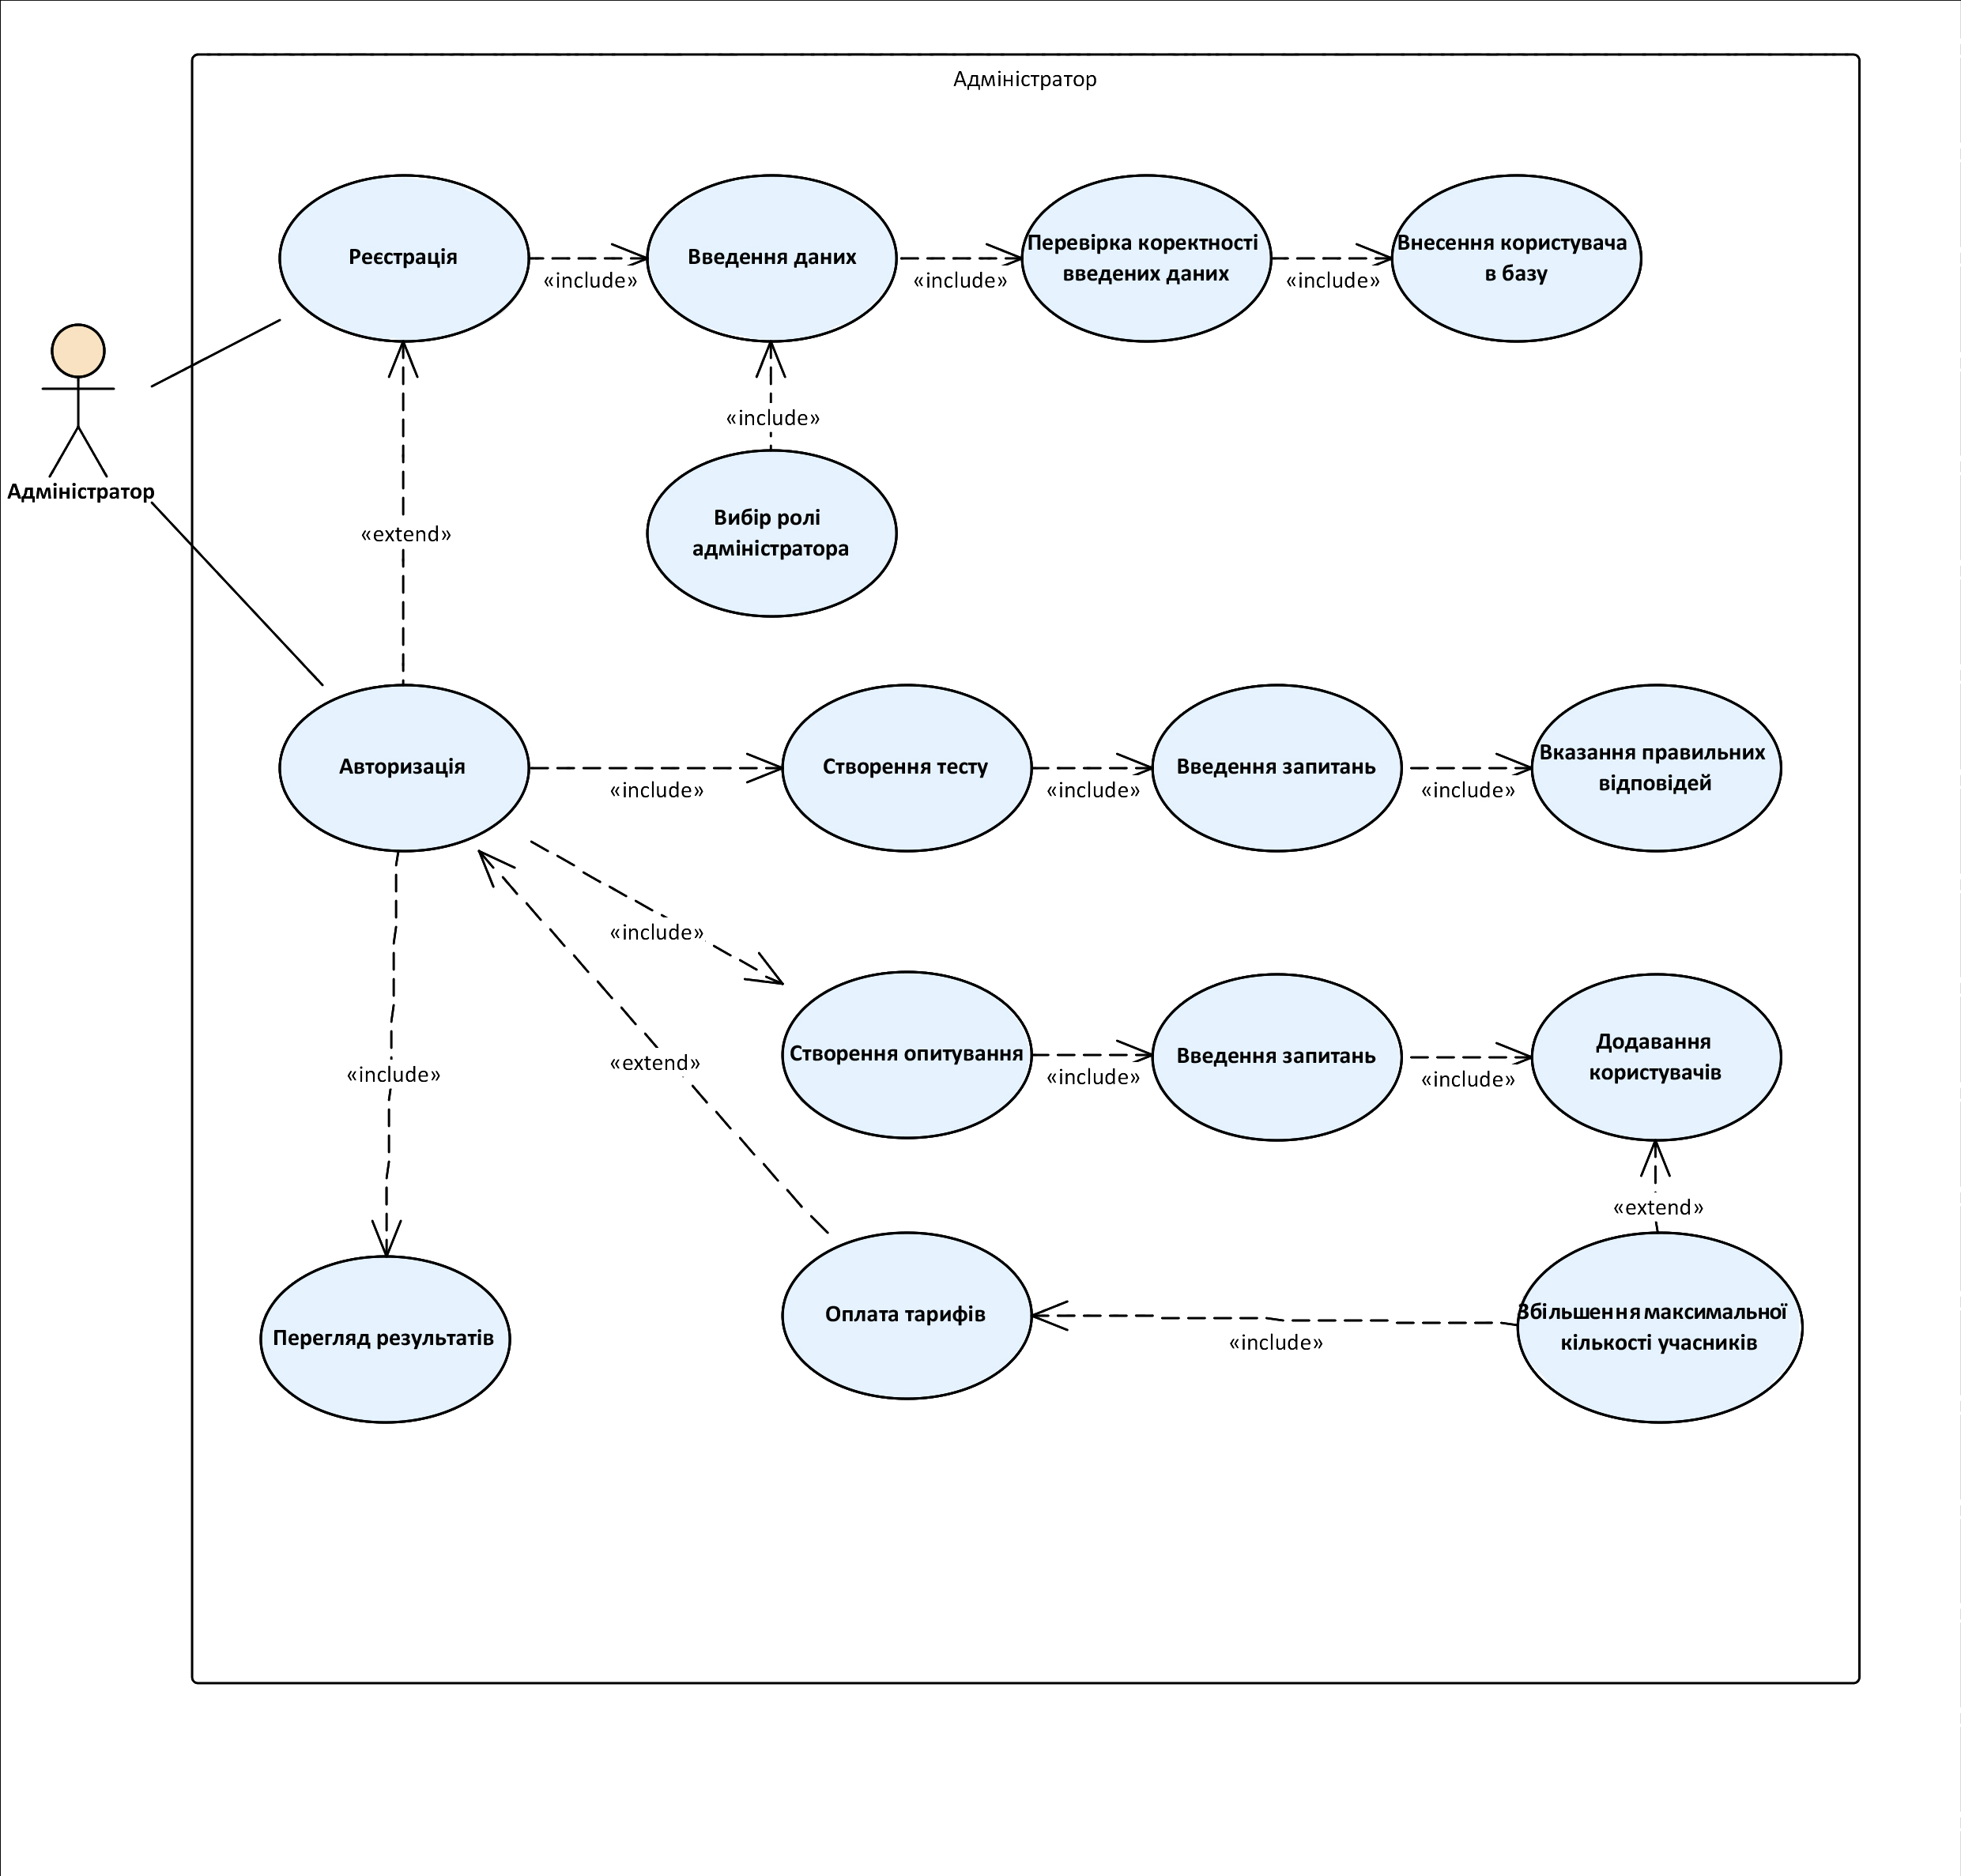 Адміністратор
Реєстрація
«include»
Введення даних
«include»
Перевірка коректності
введених даних
«include»
Внесення користувача
в базу
Адміністратор
«include»
Вибір ролі
адміністратора
«extend»
Авторизація
«include»
Створення тесту
«include»
Введення запитань
«include»
Вказання правильних
відповідей
«include»
«extend»
Створення опитування
«include»
Введення запитань
«include»
Додавання
користувачів
«include»
«extend»
Перегляд результатів
Оплата тарифів
«include»
Збільшення максимальної
кількості учасників